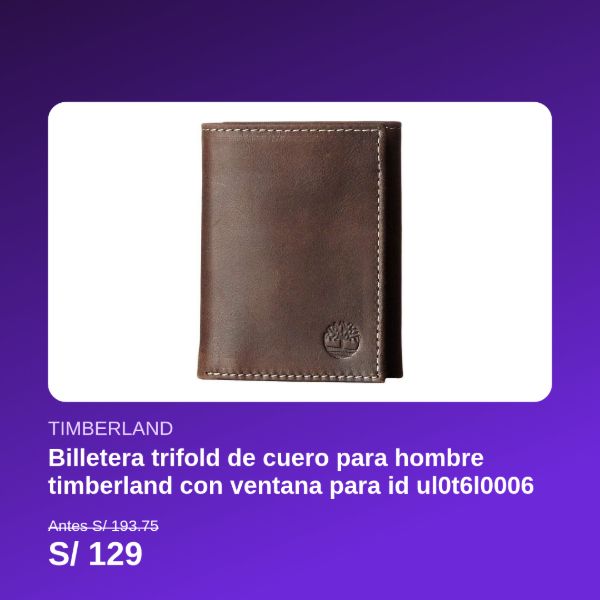 TIMBERLAND
Billetera trifold de cuero para hombre
timberland con ventana para id ul0t6l0006
Antes S/ 193.75
S/ 129